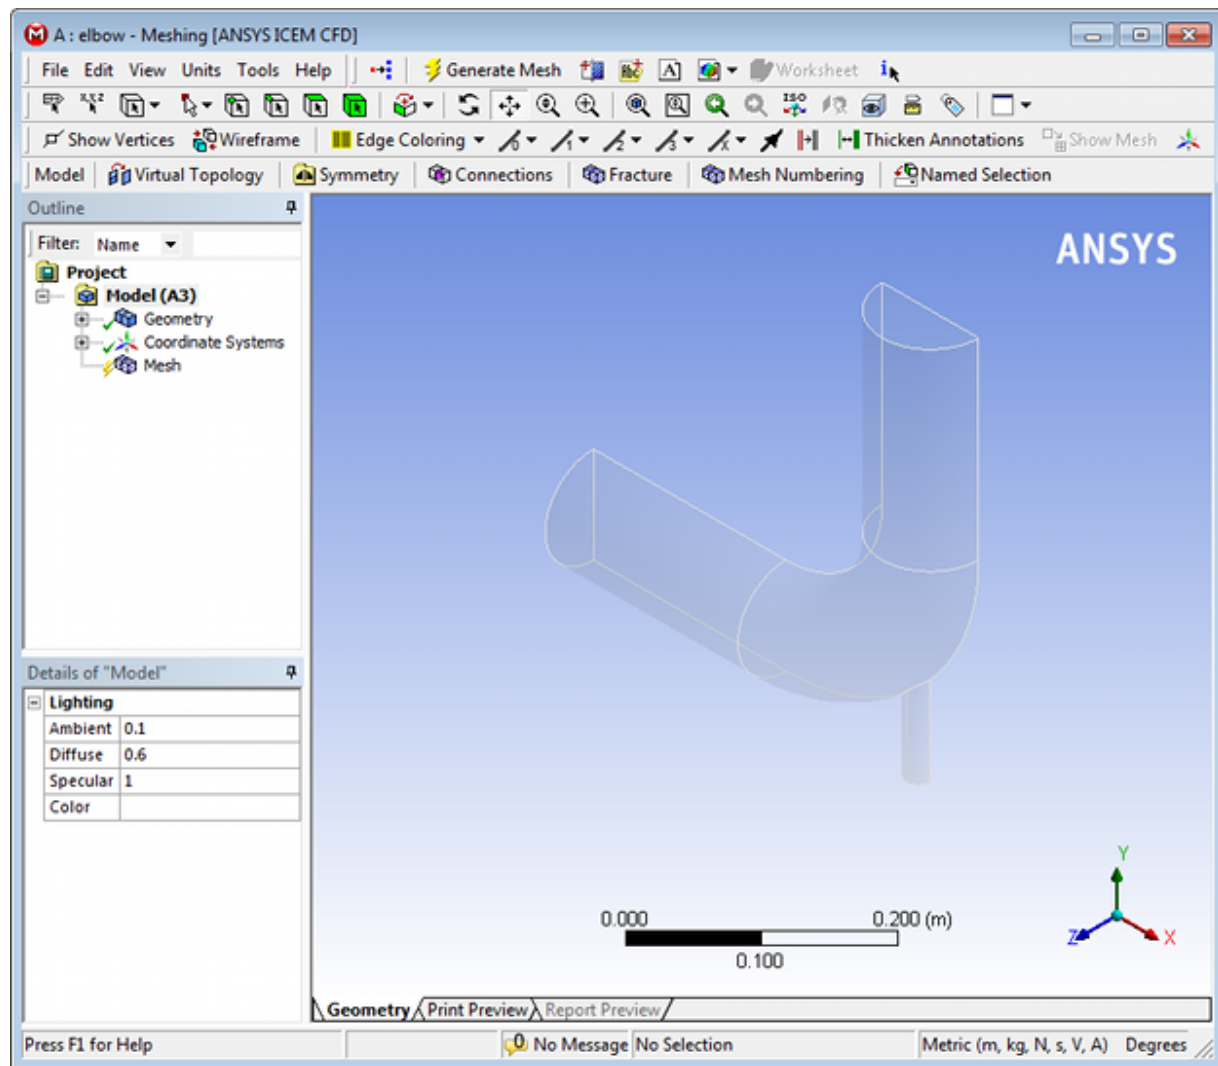 A : elbow - Meshing [ANSYS ICEM CFD]
File Edit View Units Tools Help Generate Mesh Abc A Worksheet i
x,y,z ISO
Show Vertices Wireframe Edge Coloring Thicken Annotations Show Mesh
Model Virtual Topology Symmetry Connections Fracture Mesh Numbering Named Selection
Outline
Filter: Name
Project
Model (A3)
Geometry
Coordinate Systems
Mesh
ANSYS
Details of "Model"
Lighting
Ambient 0.1
Diffuse 0.6
Specular 1
Color
Y
Z X
0.000 0.200 (m)
0.100
Geometry Print Preview Report Preview
Press F1 for Help 0 No Message No Selection Metric (m, kg, N, s, V, A) Degrees